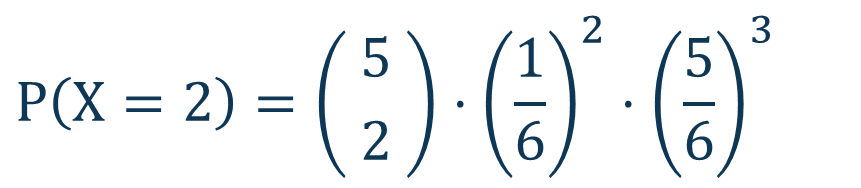 P(X = 2) = (5 2) · (1/6)² · (5/6)³